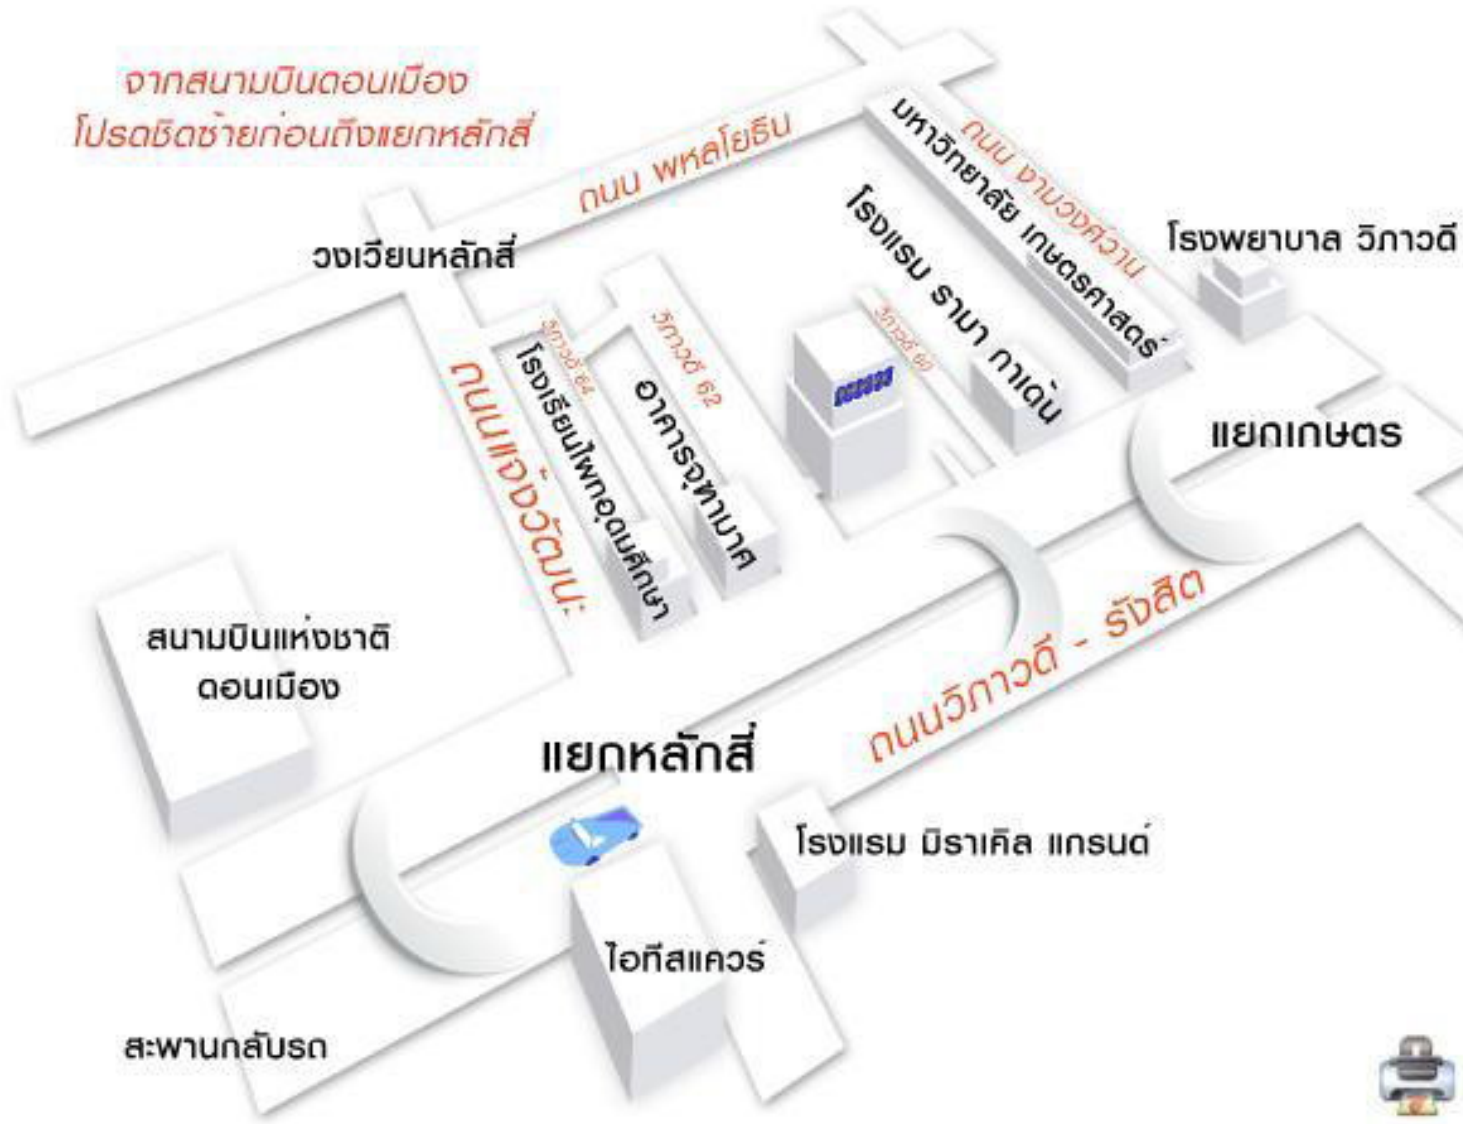 จากสนามบินดอนเมือง
โปรดชิดซ้ายก่อนถึงแยกหลักสี่
ถนน พหลโยธิน
มหาวิทยาลัย เกษตรศาสตร์
ถนน งามวงศ์วาน
โรงพยาบาล วิภาวดี
วงเวียนหลักสี่
โรงแรม รามา กาเด้น
วิภาวดี 60
วิภาวดี 62
วิภาวดี 64
ถนนแจ้งวัฒนะ
โรงเรียนไพทอุดมศึกษา
อาคารจุฑามาศ
แยกเกษตร
สนามบินแห่งชาติ
ดอนเมือง
ถนนวิภาวดี - รังสิต
แยกหลักสี่
โรงแรม มิราเคิล แกรนด์
ไอทีสแควร์
สะพานกลับรถ